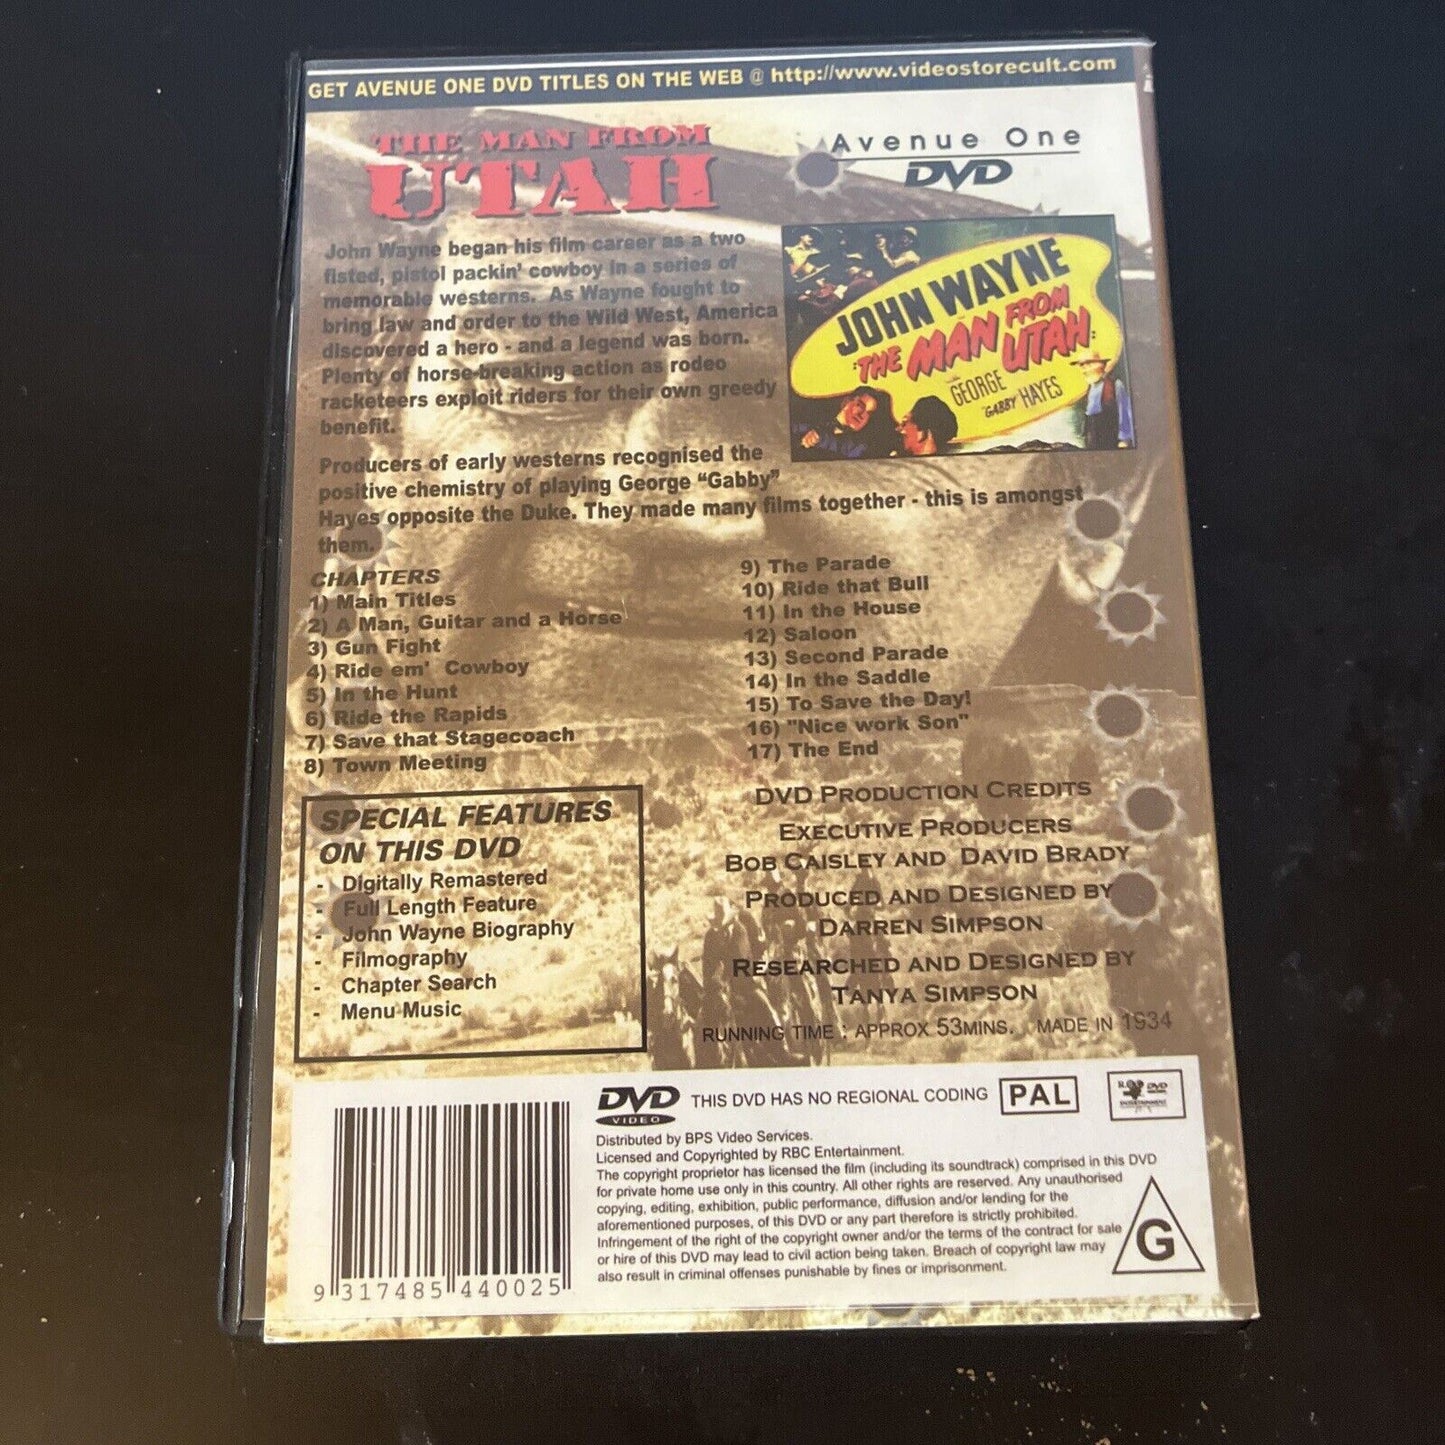 GET AVENUE ONE DVD TITLES ON THE WEB @ http://www.videostorecult.com
THE MAN FROM
UTAH
Avenue One
DVD
John Wayne began his film career as a two
fisted, pistol packin' cowboy in a series of
memorable westerns. As Wayne fought to
bring law and order to the Wild West, America
discovered a hero - and a legend was born.
Plenty of horse-breaking action as rodeo
racketeers exploit riders for their own greedy
benefit.
JOHN WAYNE
THE MAN FROM
UTAH
GEORGE
"GABBY" HAYES
Producers of early westerns recognised the
positive chemistry of playing George "Gabby"
Hayes opposite the Duke. They made many films together - this is amongst
them.
CHAPTERS
1) Main Titles
2) A Man, Guitar and a Horse
3) Gun Fight
4) Ride em' Cowboy
5) In the Hunt
6) Ride the Rapids
7) Save that Stagecoach
8) Town Meeting
9) The Parade
10) Ride that Bull
11) In the House
12) Saloon
13) Second Parade
14) In the Saddle
15) To Save the Day!
16) "Nice work Son"
17) The End
SPECIAL FEATURES
ON THIS DVD
- Digitally Remastered
- Full Length Feature
- John Wayne Biography
- Filmography
- Chapter Search
- Menu Music
DVD PRODUCTION CREDITS
EXECUTIVE PRODUCERS
BOB CAISLEY AND DAVID BRADY
PRODUCED AND DESIGNED BY
DARREN SIMPSON
RESEARCHED AND DESIGNED BY
TANYA SIMPSON
RUNNING TIME : APPROX 53MINS. MADE IN 1934
DVD
VIDEO
THIS DVD HAS NO REGIONAL CODING
PAL
DVD
ENTERTAINMENT
Distributed by BPS Video Services.
Licensed and Copyrighted by RBC Entertainment.
The copyright proprietor has licensed the film (including its soundtrack) comprised in this DVD
for private home use only in this country. All other rights are reserved. Any unauthorised
copying, editing, exhibition, public performance, diffusion and/or lending for the
aforementioned purposes, of this DVD or any part therefore is strictly prohibited.
Infringement of the right of the copyright owner and/or the terms of the contract for sale
or hire of this DVD may lead to civil action being taken. Breach of copyright law may
also result in criminal offenses punishable by fines or imprisonment.
G
9 317485 440025